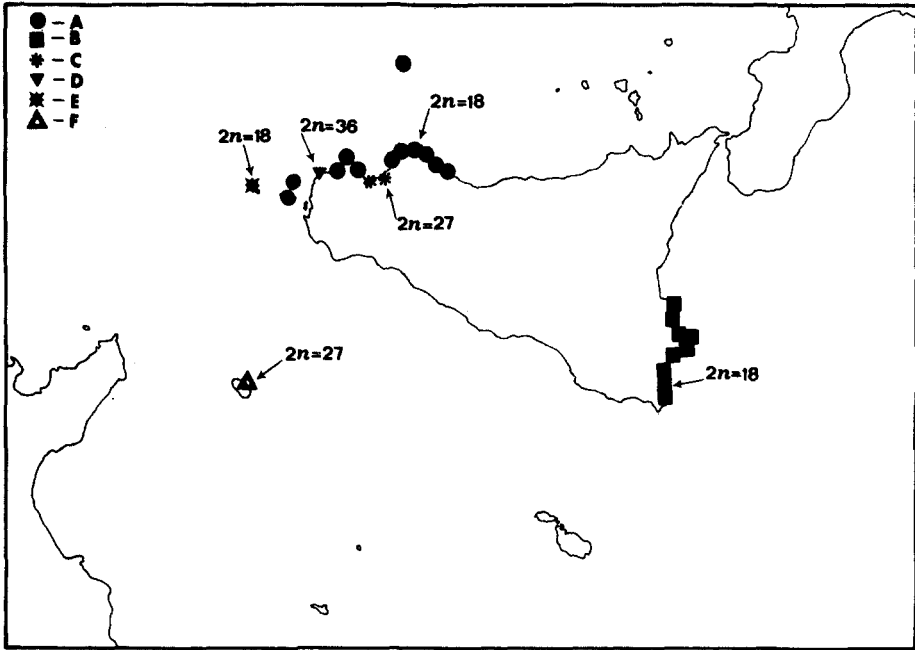 – A
– B
– C
– D
– E
– F
2n=18
2n=36
2n=18
2n=27
2n=27
2n=18